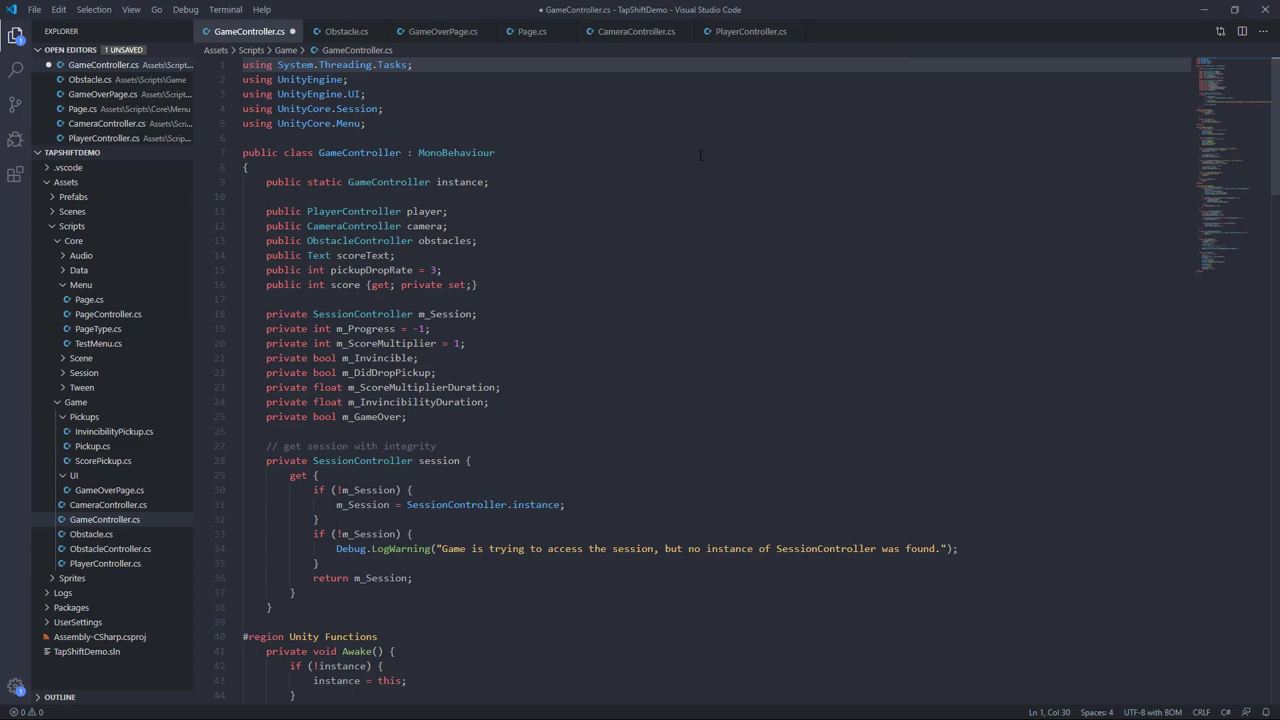 File Edit Selection View Go Debug Terminal Help
● GameController.cs - TapShiftDemo - Visual Studio Code
EXPLORER
OPEN EDITORS 1 UNSAVED
GameController.cs Assets\Script...
Obstacle.cs Assets\Scripts\Game
GameOverPage.cs Assets\Script...
Page.cs Assets\Scripts\Core\Menu
CameraController.cs Assets\Scri...
PlayerController.cs Assets\Scrip...
TAPSHIFTDEMO
.vscode
Assets
Prefabs
Scenes
Scripts
Core
Audio
Data
Menu
Page.cs
PageController.cs
PageType.cs
TestMenu.cs
Scene
Session
Tween
Game
Pickups
InvincibilityPickup.cs
Pickup.cs
ScorePickup.cs
UI
GameOverPage.cs
CameraController.cs
GameController.cs
Obstacle.cs
ObstacleController.cs
PlayerController.cs
Sprites
Logs
Packages
UserSettings
Assembly-CSharp.csproj
TapShiftDemo.sln
OUTLINE
GameController.cs ● Obstacle.cs GameOverPage.cs Page.cs CameraController.cs PlayerController.cs
Assets > Scripts > Game > GameController.cs
1 using System.Threading.Tasks;
2 using UnityEngine;
3 using UnityEngine.UI;
4 using UnityCore.Session;
5 using UnityCore.Menu;
6
7 public class GameController : MonoBehaviour
8 {
9 public static GameController instance;
10
11 public PlayerController player;
12 public CameraController camera;
13 public ObstacleController obstacles;
14 public Text scoreText;
15 public int pickupDropRate = 3;
16 public int score {get; private set;}
17
18 private SessionController m_Session;
19 private int m_Progress = -1;
20 private int m_ScoreMultiplier = 1;
21 private bool m_Invincible;
22 private bool m_DidDropPickup;
23 private float m_ScoreMultiplierDuration;
24 private float m_InvincibilityDuration;
25 private bool m_GameOver;
26
27 // get session with integrity
28 private SessionController session {
29 get {
30 if (!m_Session) {
31 m_Session = SessionController.instance;
32 }
33 if (!m_Session) {
34 Debug.LogWarning("Game is trying to access the session, but no instance of SessionController was found.");
35 }
36 return m_Session;
37 }
38 }
39
40 #region Unity Functions
41 private void Awake() {
42 if (!instance) {
43 instance = this;
44 }
0 0 Ln 1, Col 30 Spaces: 4 UTF-8 with BOM CRLF C#